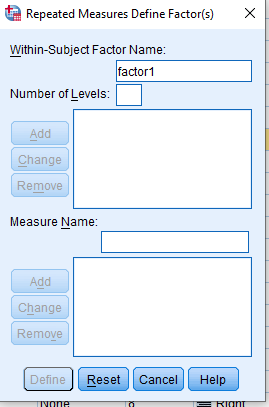 Repeated Measures Define Factor(s)
Within-Subject Factor Name:
factor1
Number of Levels:
Add
Change
Remove
Measure Name:
Add
Change
Remove
Define Reset Cancel Help
None Right